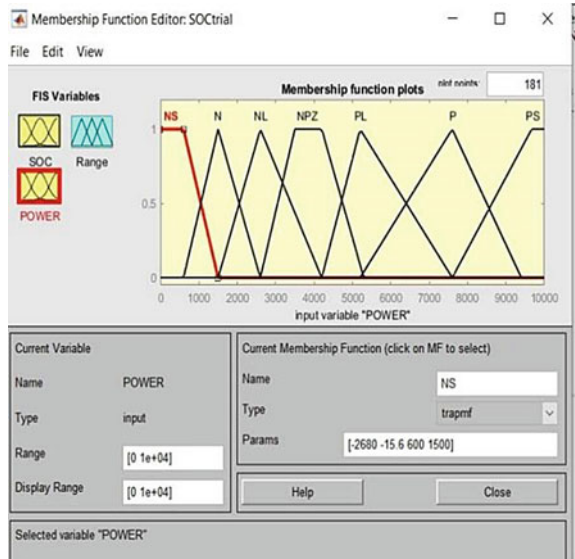 Membership Function Editor: SOCtrial
File Edit View
FIS Variables
Membership function plots
plot points:
181
SOC
Range
POWER
NS N NL NPZ PL P PS
1
0.5
0
0 1000 2000 3000 4000 5000 6000 7000 8000 9000 10000
input variable "POWER"
Current Variable
Name POWER
Type input
Range [0 1e+04]
Display Range [0 1e+04]
Current Membership Function (click on MF to select)
Name NS
Type trapmf
Params [-2680 -15.6 600 1500]
Help Close
Selected variable "POWER"